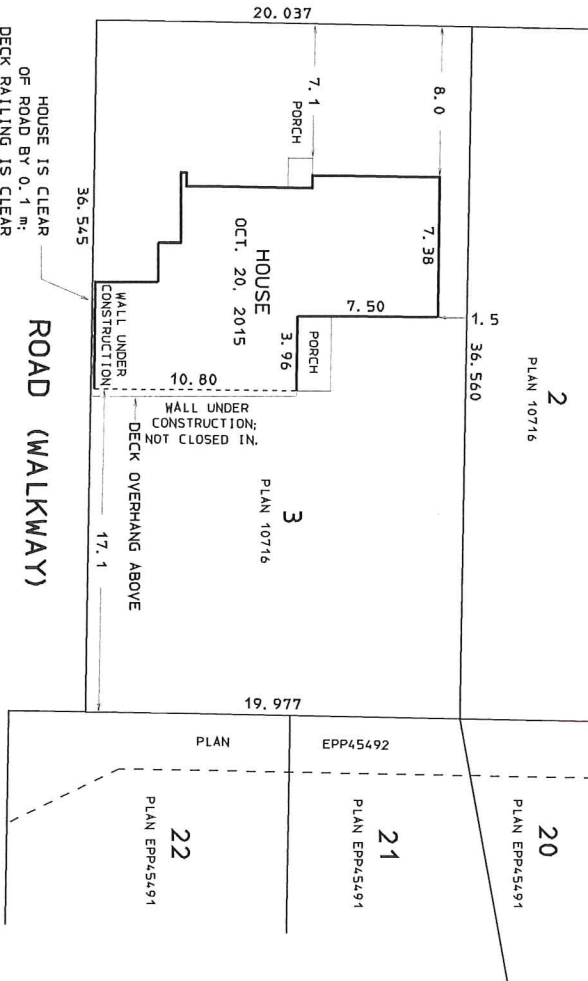 20.037
8.0
7.1
PORCH
7.38
HOUSE
OCT. 20, 2015
7.50
1.5
36.560
2
PLAN 10716
3.96
PORCH
36.545
HOUSE IS CLEAR
OF ROAD BY 0.1 m;
DECK RAILING IS CLEAR
WALL UNDER
CONSTRUCTION
10.80
WALL UNDER
CONSTRUCTION;
NOT CLOSED IN.
DECK OVERHANG ABOVE
3
PLAN 10716
17.1
ROAD (WALKWAY)
19.977
PLAN EPP45492
20
PLAN EPP45491
21
PLAN EPP45491
22
PLAN EPP45491